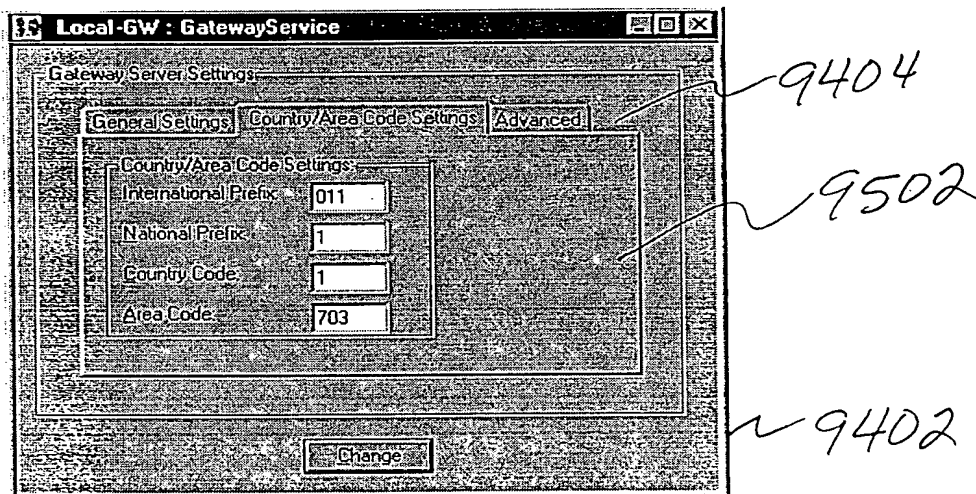 Local-GW : GatewayService
Gateway Server Settings
General Settings Country/Area Code Settings Advanced
9404
Country/Area Code Settings
International Prefix: 011
9502
National Prefix: 1
Country Code: 1
Area Code: 703
9402
Change